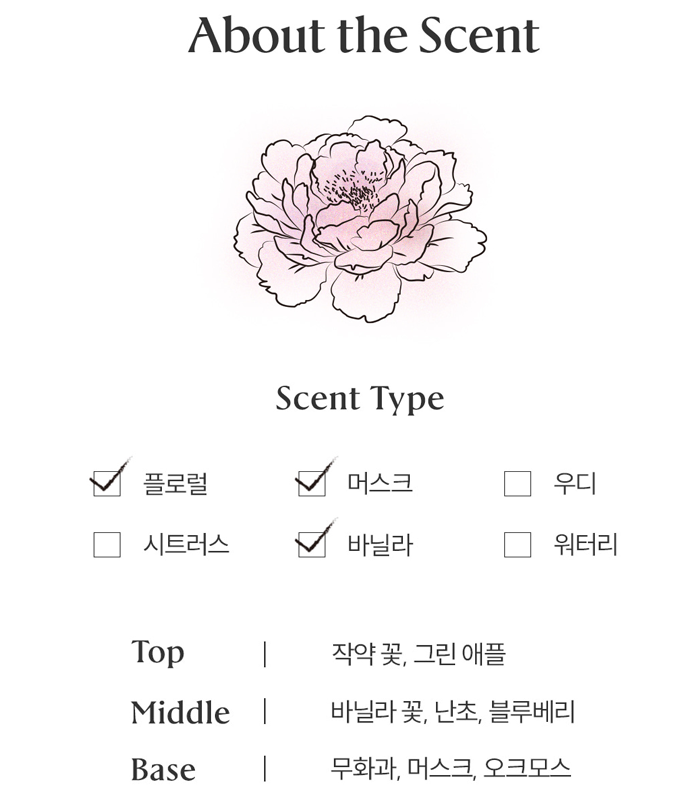 About the Scent
Scent Type
플로럴 머스크 우디
시트러스 바닐라 워터리
Top | 작약 꽃, 그린 애플
Middle | 바닐라 꽃, 난초, 블루베리
Base | 무화과, 머스크, 오크모스